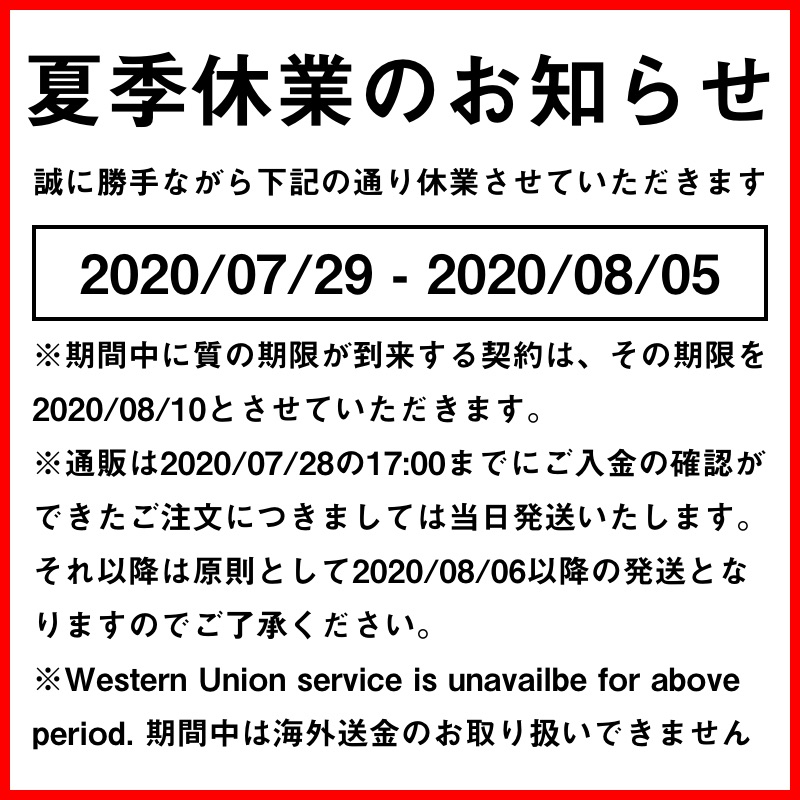 夏季休業のお知らせ
誠に勝手ながら下記の通り休業させていただきます
2020/07/29 - 2020/08/05
※期間中に質の期限が到来する契約は、その期限を
2020/08/10とさせていただきます。
※通販は2020/07/28の17:00までにご入金の確認が
できたご注文につきましては当日発送いたします。
それ以降は原則として2020/08/06以降の発送とな
りますのでご了承ください。
※Western Union service is unavailbe for above
period. 期間中は海外送金のお取り扱いできません